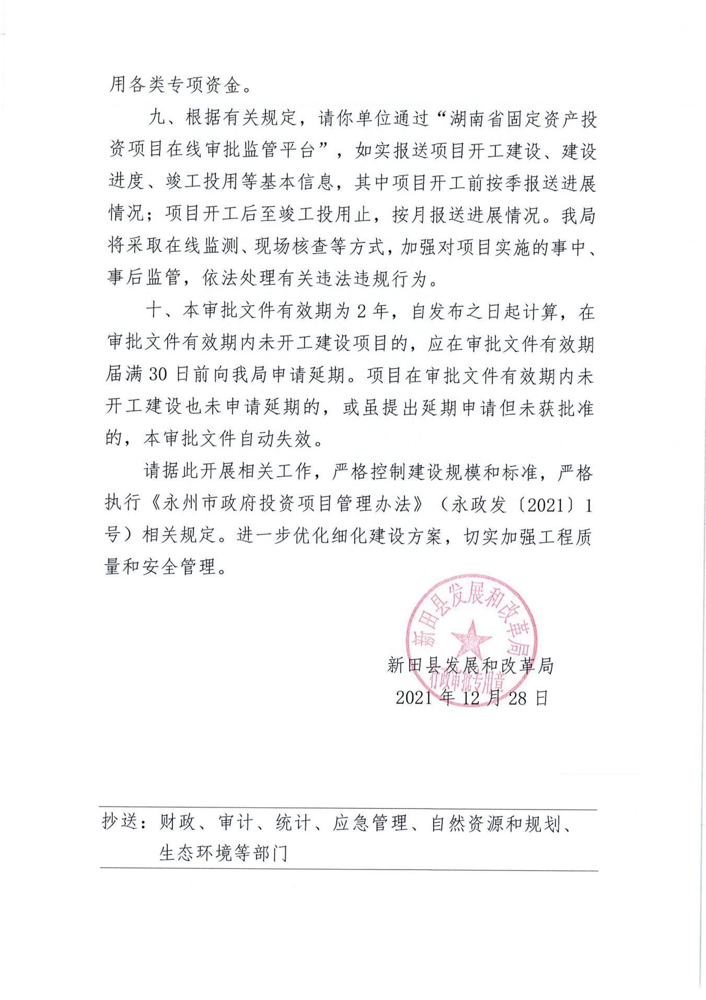 用各类专项资金。
九、根据有关规定，请你单位通过“湖南省固定资产投
资项目在线审批监管平台”，如实报送项目开工建设、建设
进度、竣工投用等基本信息，其中项目开工前按季报送进展
情况；项目开工后至竣工投用止，按月报送进展情况。我局
将采取在线监测、现场核查等方式，加强对项目实施的事中、
事后监管，依法处理有关违法违规行为。
十、本审批文件有效期为 2 年，自发布之日起计算，在
审批文件有效期内未开工建设项目的，应在审批文件有效期
届满 30 日前向我局申请延期。项目在审批文件有效期内未
开工建设也未申请延期的，或虽提出延期申请但未获批准
的，本审批文件自动失效。
请据此开展相关工作，严格控制建设规模和标准，严格
执行《永州市政府投资项目管理办法》（永政发〔2021〕1
号）相关规定。进一步优化细化建设方案，切实加强工程质
量和安全管理。
新田县发展和改革局
新田县发展和改革局
行政审批专用章
2021 年 12 月 28 日
抄送：财政、审计、统计、应急管理、自然资源和规划、
生态环境等部门